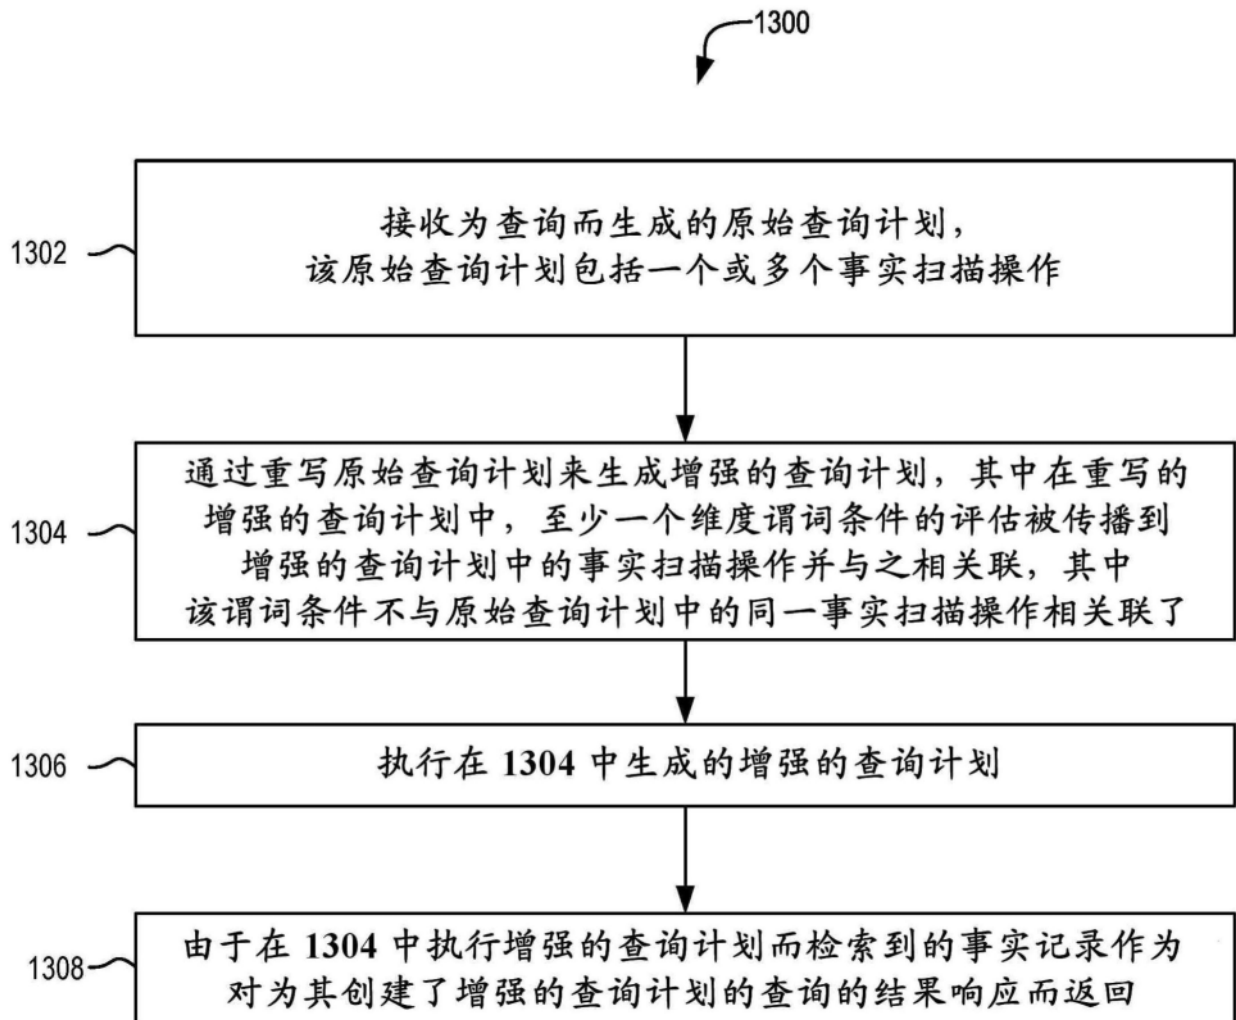 1300
1302
接收为查询而生成的原始查询计划，
该原始查询计划包括一个或多个事实扫描操作
1304
通过重写原始查询计划来生成增强的查询计划，其中在重写的
增强的查询计划中，至少一个维度谓词条件的评估被传播到
增强的查询计划中的事实扫描操作并与之相关联，其中
该谓词条件不与原始查询计划中的同一事实扫描操作相关联了
1306
执行在 1304 中生成的增强的查询计划
1308
由于在 1304 中执行增强的查询计划而检索到的事实记录作为
对为其创建了增强的查询计划的查询的结果响应而返回